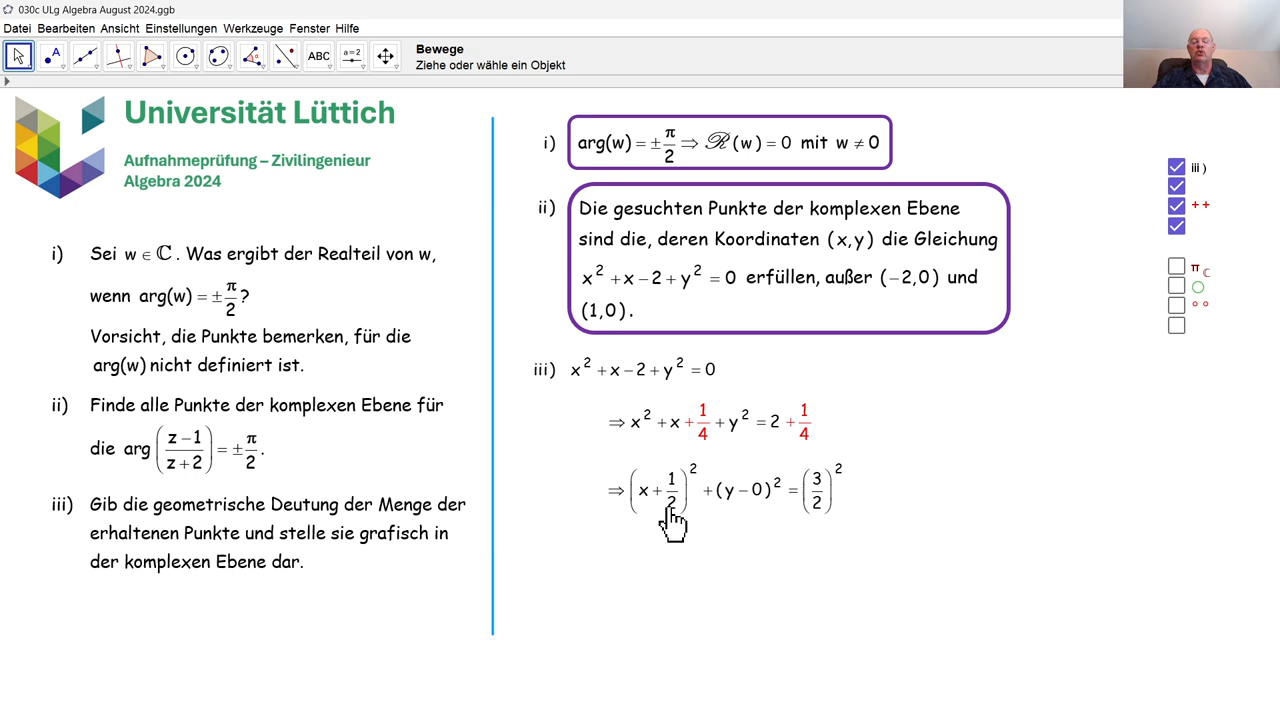 030c ULg Algebra August 2024.ggb
Datei Bearbeiten Ansicht Einstellungen Werkzeuge Fenster Hilfe
A ABC a=2
Bewege
Ziehe oder wähle ein Objekt
Universität Lüttich
Aufnahmeprüfung – Zivilingenieur
Algebra 2024
i) Sei w ∈ ℂ. Was ergibt der Realteil von w,
wenn arg(w) = ± π/2 ?
Vorsicht, die Punkte bemerken, für die
arg(w) nicht definiert ist.
ii) Finde alle Punkte der komplexen Ebene für
die arg((z−1)/(z+2)) = ± π/2.
iii) Gib die geometrische Deutung der Menge der
erhaltenen Punkte und stelle sie grafisch in
der komplexen Ebene dar.
i) arg(w) = ± π/2 ⇒ ℛ(w) = 0 mit w ≠ 0
ii) Die gesuchten Punkte der komplexen Ebene
sind die, deren Koordinaten (x,y) die Gleichung
x² + x − 2 + y² = 0 erfüllen, außer (−2,0) und
(1,0).
iii) x² + x − 2 + y² = 0
⇒ x² + x + 1/4 + y² = 2 + 1/4
⇒ (x + 1/2)² + (y − 0)² = (3/2)²
iii)
++
π ℂ